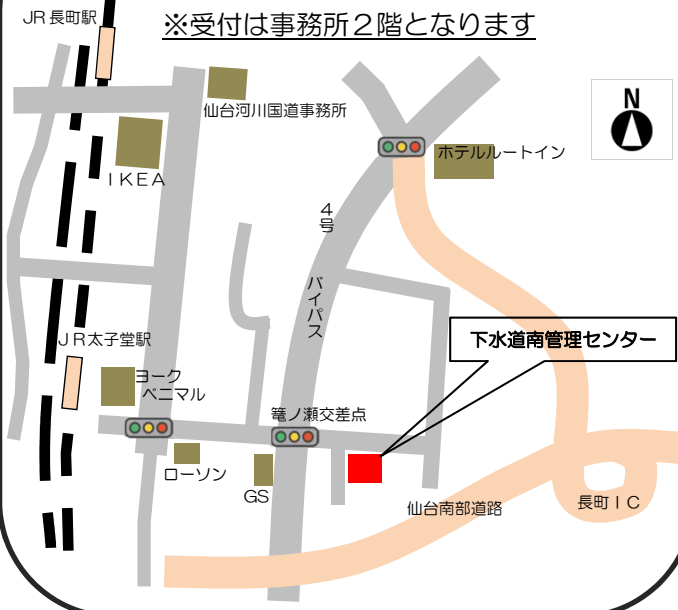 JR長町駅
※受付は事務所２階となります
仙台河川国道事務所
N
ＩＫＥＡ
ホテルルートイン
４号
バイパス
ＪＲ太子堂駅
下水道南管理センター
ヨーク
ベニマル
篭ノ瀬交差点
ローソン
GS
仙台南部道路
長町ＩＣ